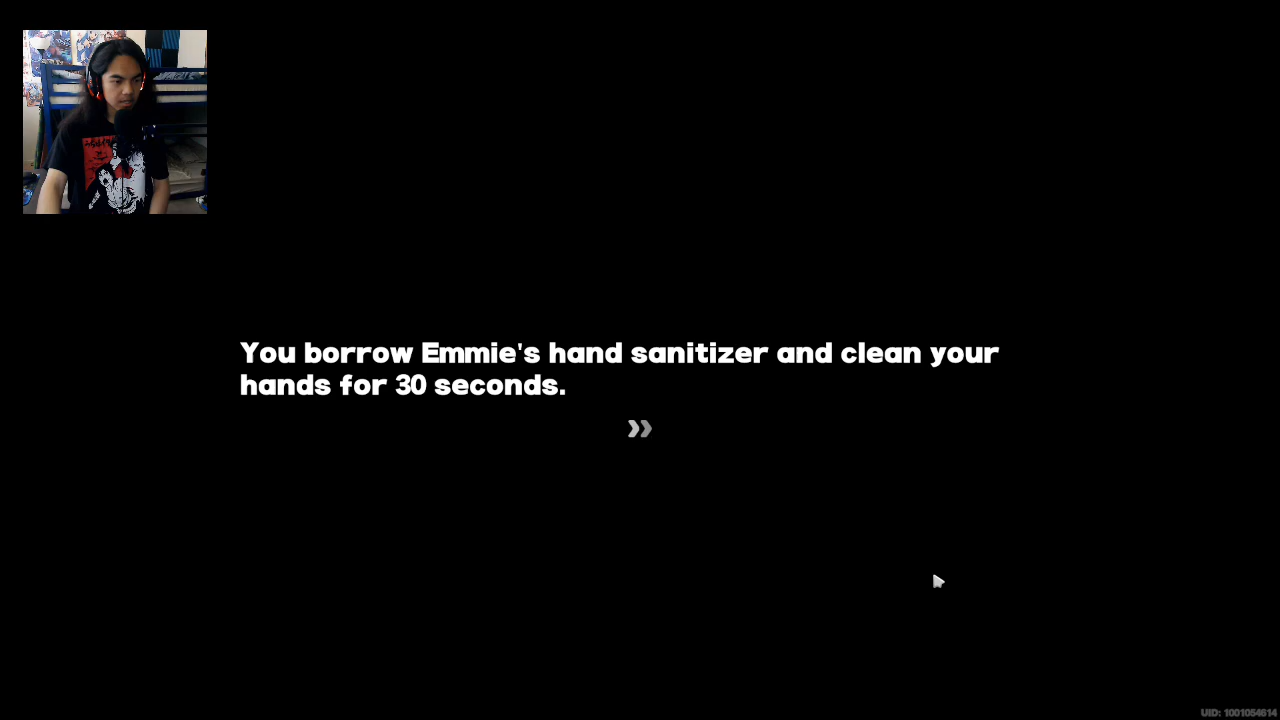 You borrow Emmie's hand sanitizer and clean your
hands for 30 seconds.
UID: 1001054614